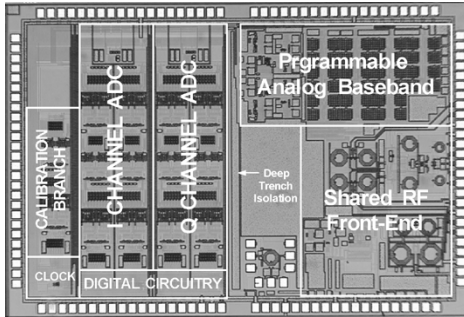 Prgrammable
Analog Baseband
I CHANNEL ADC
Q CHANNEL ADC
CALIBRATION
BRANCH
Deep
Trench
Isolation
Shared RF
Front-End
CLOCK
DIGITAL CIRCUITRY